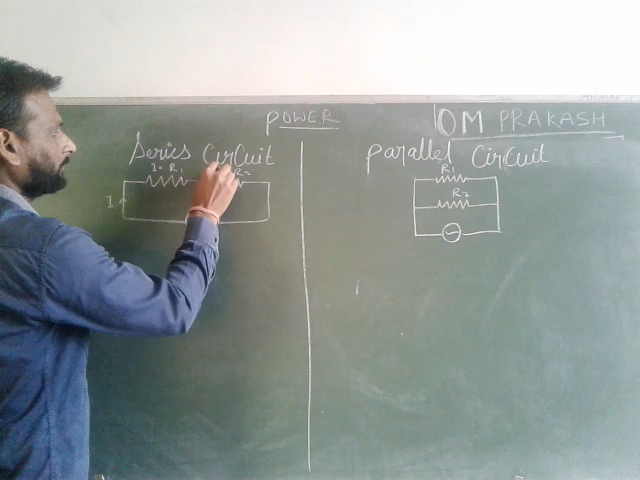 POWER
OM PRAKASH
Series CirCuit
I R1
R2
I
Parallel CirCuit
R1
R2